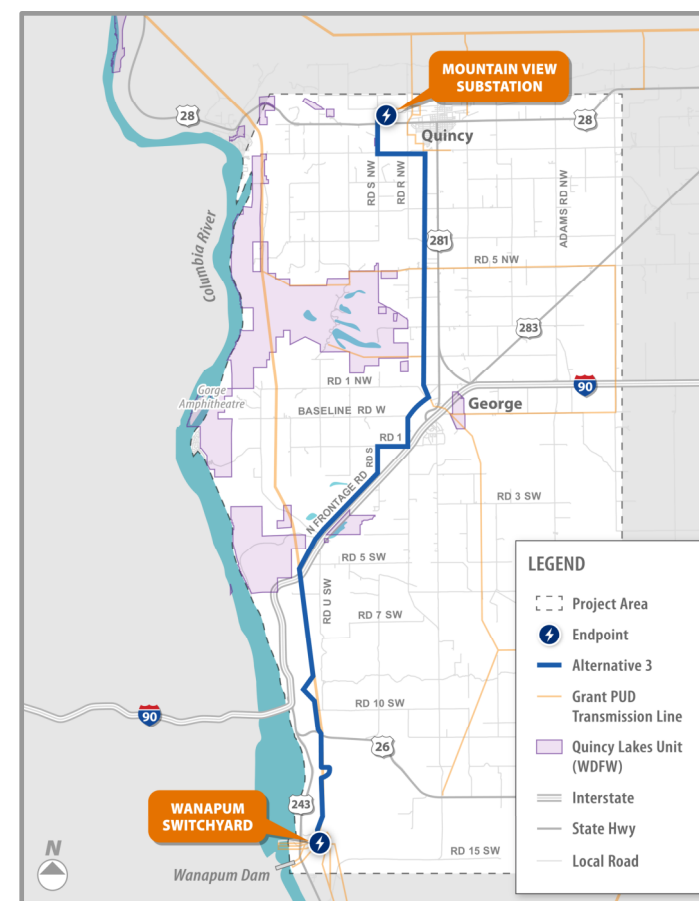 MOUNTAIN VIEW
SUBSTATION
28
Quincy
28
RD S NW
RD R NW
ADAMS RD NW
281
Columbia River
RD 5 NW
283
RD 1 NW
90
Gorge
Amphitheatre
BASELINE RD W
George
RD 1
RD S
N FRONTAGE RD
RD 3 SW
RD 5 SW
RD U SW
RD 7 SW
RD 10 SW
90
26
WANAPUM
SWITCHYARD
243
RD 15 SW
N
Wanapum Dam
LEGEND
Project Area
Endpoint
Alternative 3
Grant PUD
Transmission Line
Quincy Lakes Unit
(WDFW)
Interstate
State Hwy
Local Road